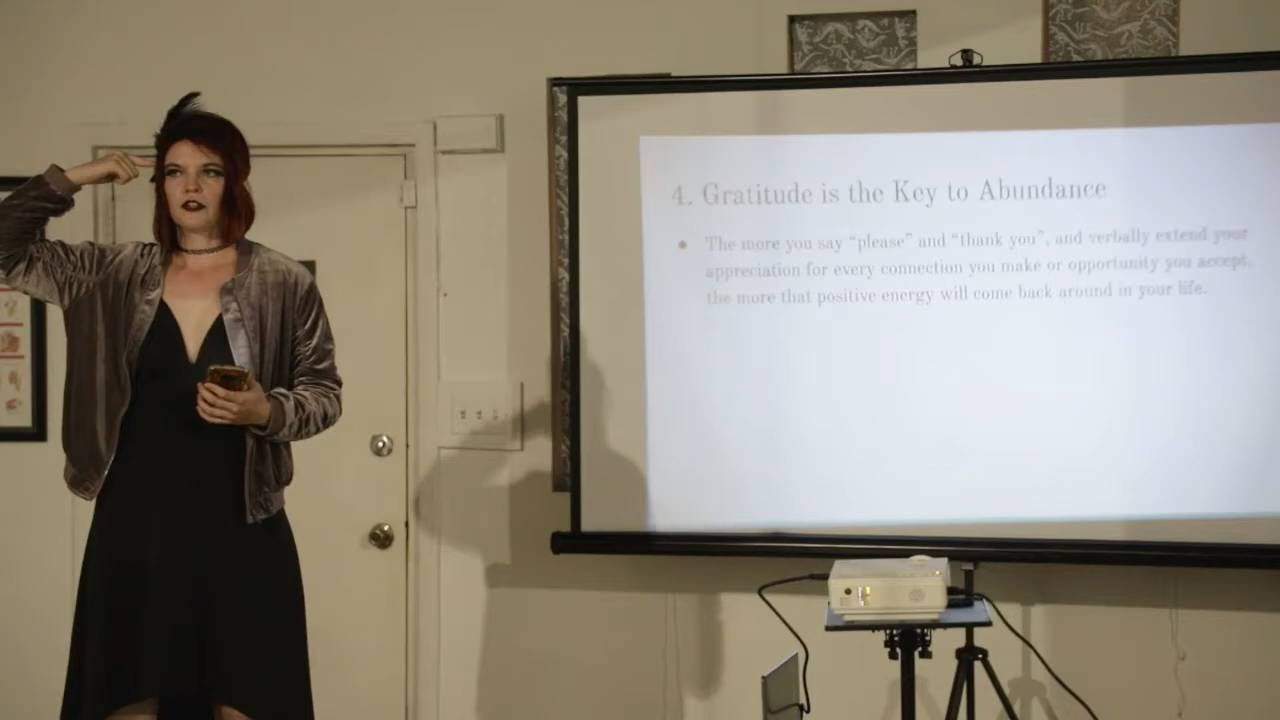 4. Gratitude is the Key to Abundance
The more you say “please” and “thank you”, and verbally extend your
appreciation for every connection you make or opportunity you accept,
the more that positive energy will come back around in your life.